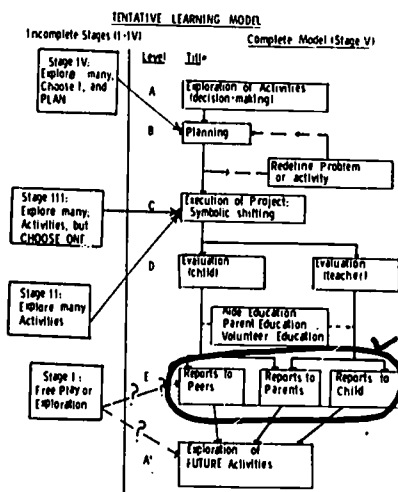 TENTATIVE LEARNING MODEL
Incomplete Stages (I-IV)
Complete Model (Stage V)
Level Title
Stage IV:
Explore many,
Choose I, and
PLAN
A
Exploration of Activities
(decision-making)
B
Planning
Redefine Problem
or activity
Stage III:
Explore many,
Activities, but
CHOOSE ONE
C
Execution of Project:
Symbolic shifting
D
Evaluation
(child)
Evaluation
(teacher)
Stage II:
Explore many
Activities
Aide Education
Parent Education
Volunteer Education
Stage I:
Free Play or
Exploration
?
?
E
Reports to
Peers
Reports to
Parents
Reports to
Child
?
A'
Exploration of
FUTURE Activities